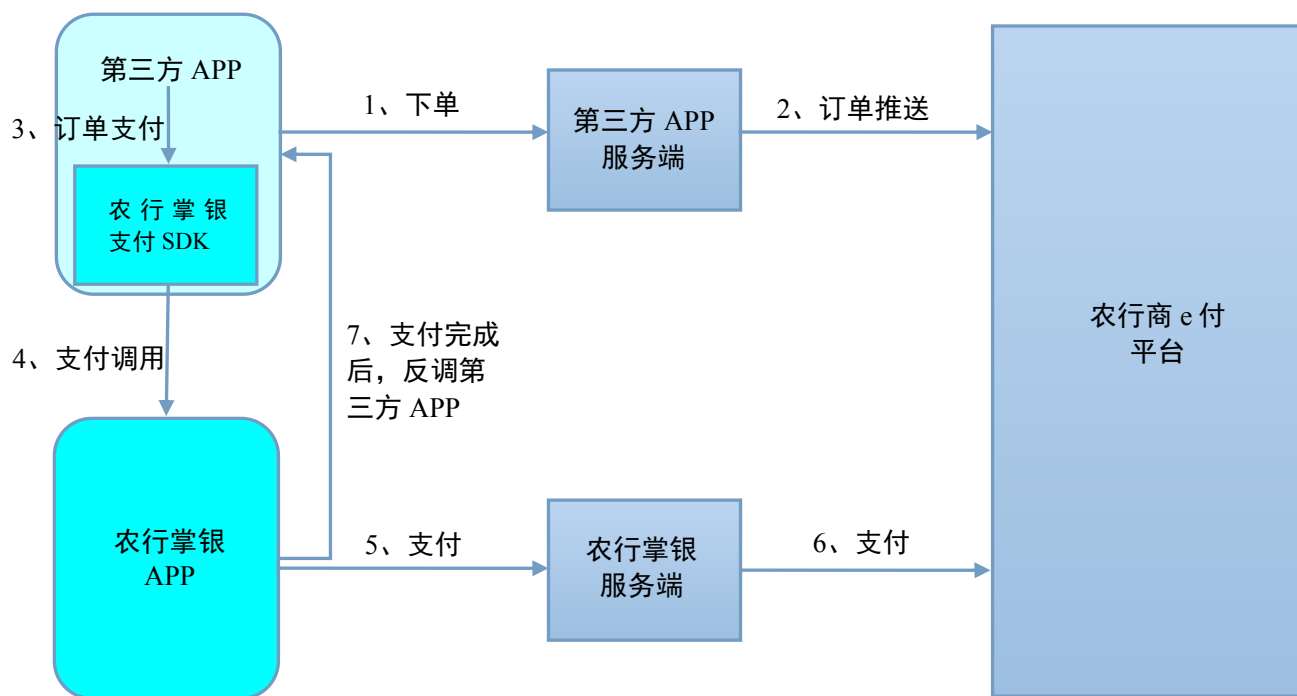 第三方 APP
1、下单
2、订单推送
第三方 APP
服务端
3、订单支付
农 行 掌 银
支付 SDK
农行商 e 付
平台
4、支付调用
7、支付完成
后，反调第
三方 APP
农行掌银
APP
5、支付
农行掌银
服务端
6、支付